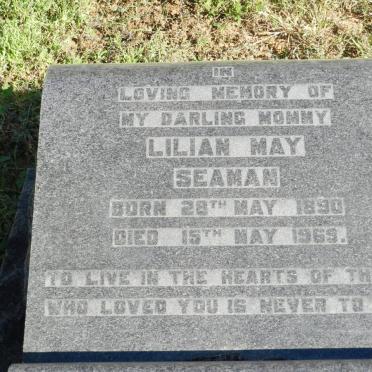 IN
LOVING MEMORY OF
MY DARLING MOMMY
LILIAN MAY
SEAMAN
BORN 28TH MAY 1890
DIED 15TH MAY 1969.
TO LIVE IN THE HEARTS OF TH
WHO LOVED YOU IS NEVER TO